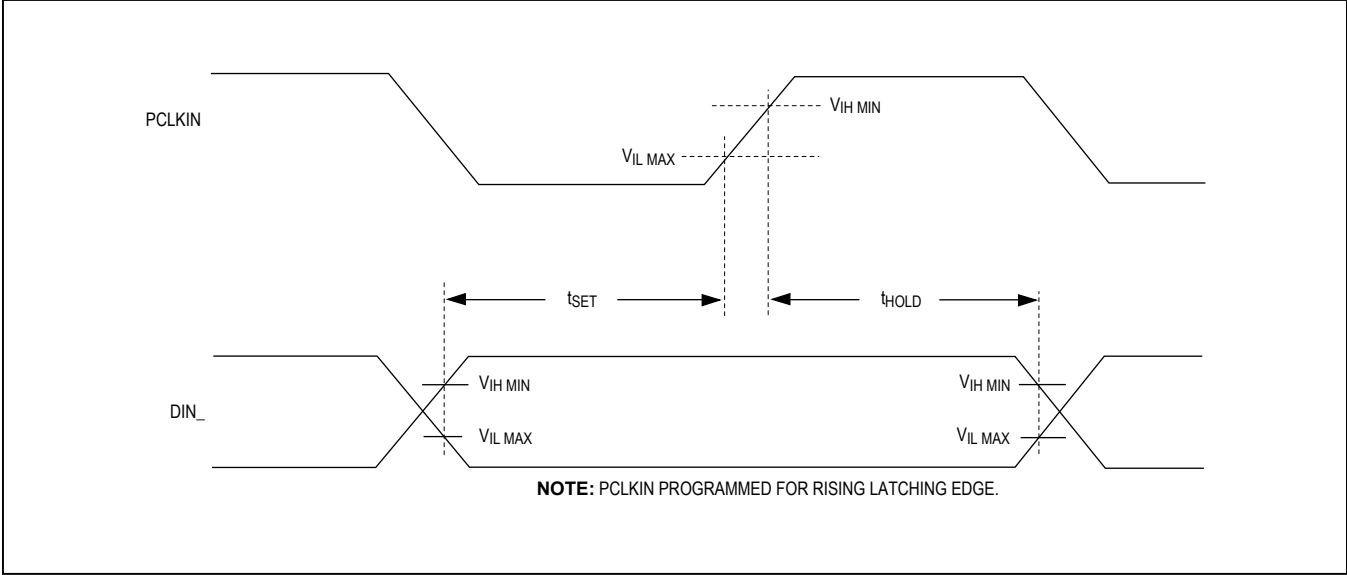 PCLKIN
VIH MIN
VIL MAX
tSET
tHOLD
DIN_
VIH MIN
VIH MIN
VIL MAX
VIL MAX
NOTE: PCLKIN PROGRAMMED FOR RISING LATCHING EDGE.